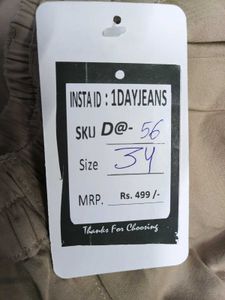 INSTA ID : 1DAYJEANS
SKU D@- 56
Size 34
MRP. Rs. 499 /-
Thanks For Choosing